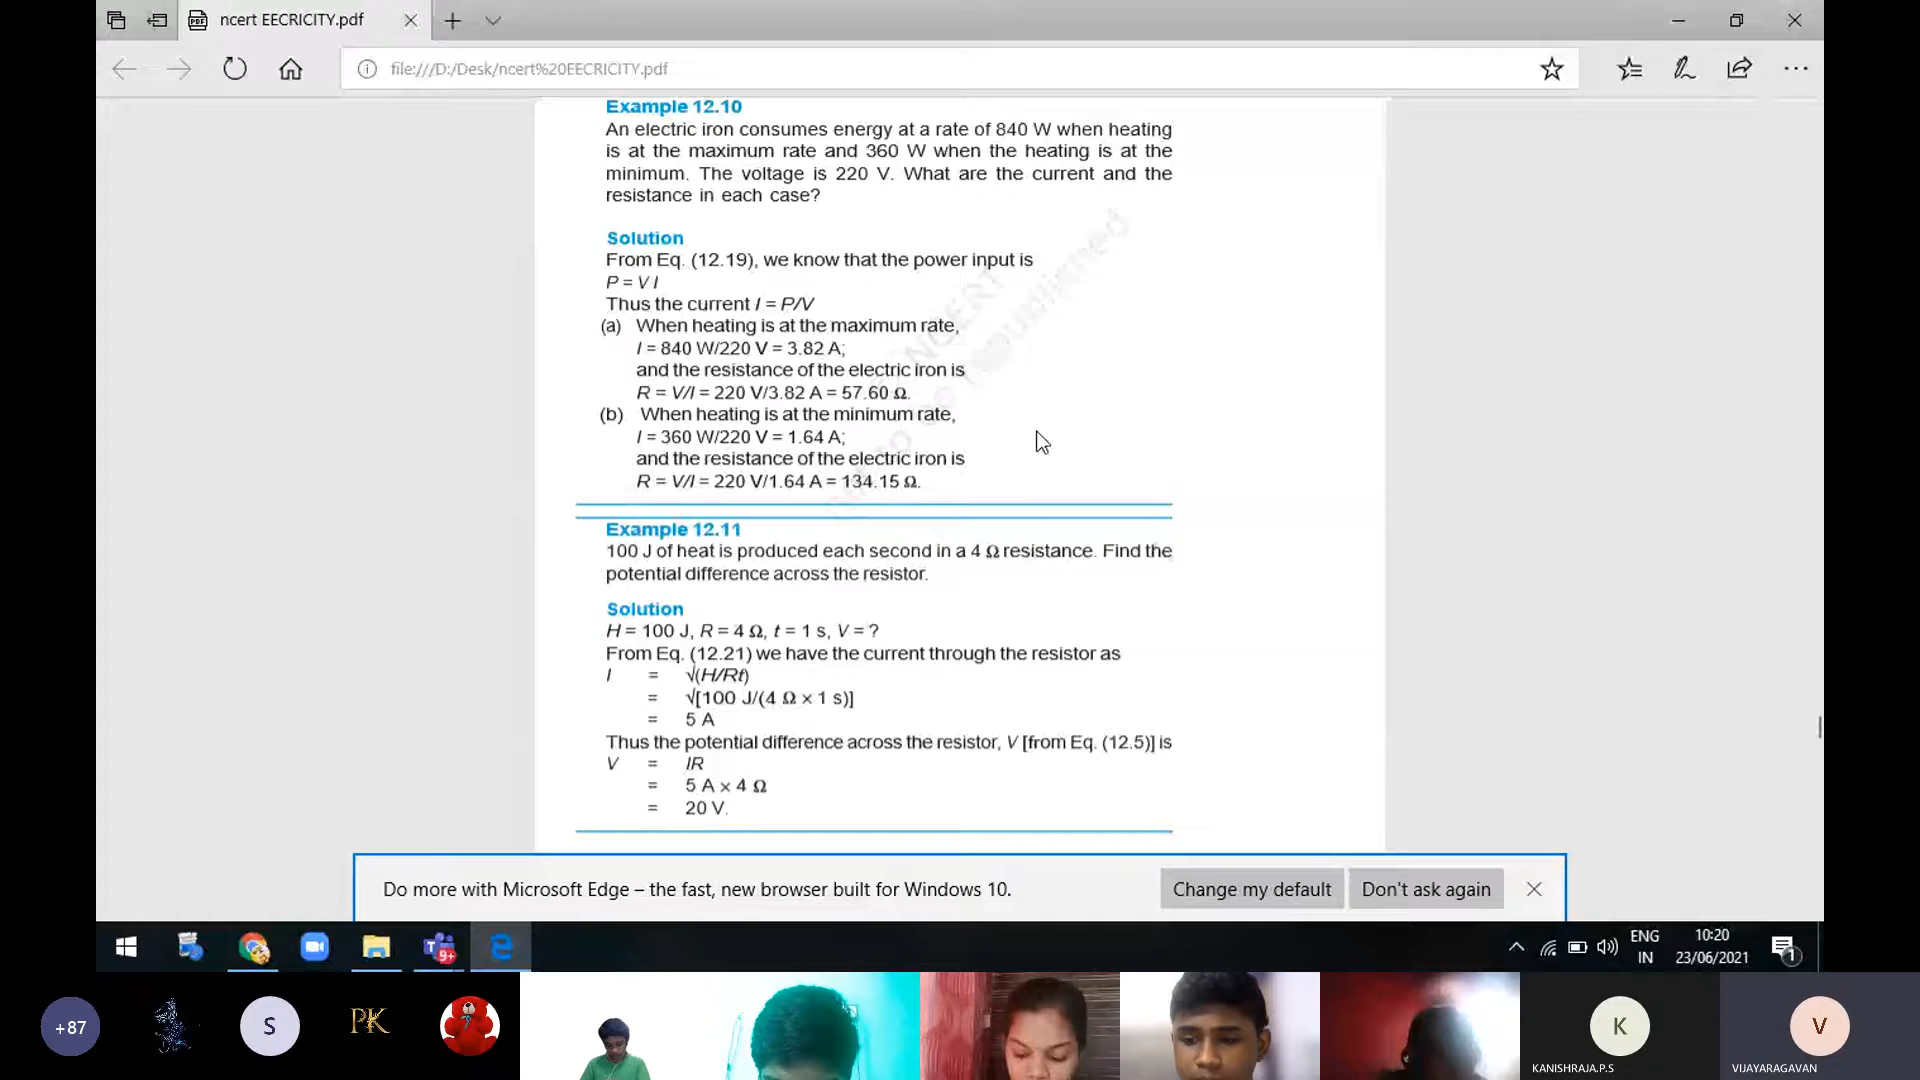 ncert EECRICITY.pdf
file:///D:/Desk/ncert%20EECRICITY.pdf
Example 12.10
An electric iron consumes energy at a rate of 840 W when heating
is at the maximum rate and 360 W when the heating is at the
minimum. The voltage is 220 V. What are the current and the
resistance in each case?
Solution
From Eq. (12.19), we know that the power input is
P = V I
Thus the current I = P/V
(a) When heating is at the maximum rate,
I = 840 W/220 V = 3.82 A;
and the resistance of the electric iron is
R = V/I = 220 V/3.82 A = 57.60 Ω.
(b) When heating is at the minimum rate,
I = 360 W/220 V = 1.64 A;
and the resistance of the electric iron is
R = V/I = 220 V/1.64 A = 134.15 Ω.
Example 12.11
100 J of heat is produced each second in a 4 Ω resistance. Find the
potential difference across the resistor.
Solution
H = 100 J, R = 4 Ω, t = 1 s, V = ?
From Eq. (12.21) we have the current through the resistor as
I = √(H/Rt)
= √[100 J/(4 Ω × 1 s)]
= 5 A
Thus the potential difference across the resistor, V [from Eq. (12.5)] is
V = IR
= 5 A × 4 Ω
= 20 V.
NCERT
republished
Do more with Microsoft Edge – the fast, new browser built for Windows 10.
Change my default
Don't ask again
9+
ENG
IN
10:20
23/06/2021
1
+87
S
PK
K
KANISHRAJA.P.S
V
VIJAYARAGAVAN